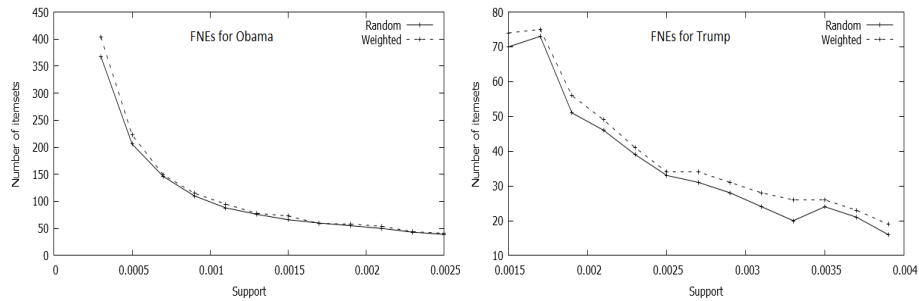 FNEs for Obama
Random
Weighted
Number of itemsets
450
400
350
300
250
200
150
100
50
0
0 0.0005 0.001 0.0015 0.002 0.0025
Support
FNEs for Trump
Random
Weighted
Number of itemsets
80
70
60
50
40
30
20
10
0.0015 0.002 0.0025 0.003 0.0035 0.004
Support